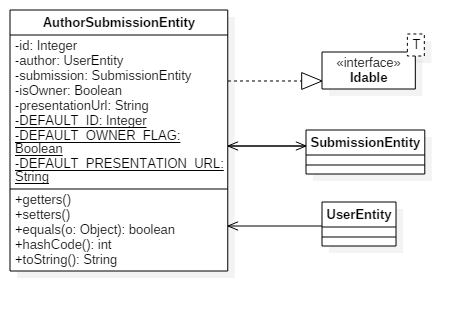 AuthorSubmissionEntity
-id: Integer
-author: UserEntity
-submission: SubmissionEntity
-isOwner: Boolean
-presentationUrl: String
-DEFAULT_ID: Integer
-DEFAULT_OWNER_FLAG:
Boolean
-DEFAULT_PRESENTATION_URL:
String
+getters()
+setters()
+equals(o: Object): boolean
+hashCode(): int
+toString(): String
T
«interface»
Idable
SubmissionEntity
UserEntity